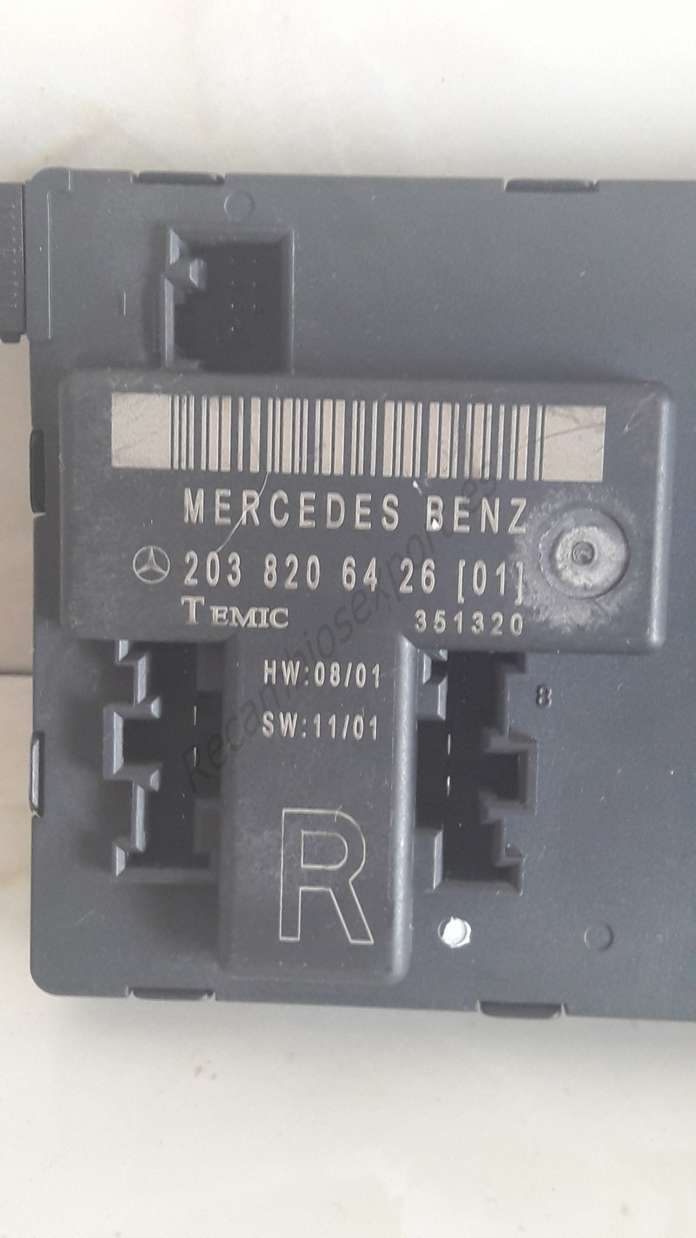 MERCEDES BENZ
203 820 64 26 [01]
TEMIC 351320
HW:08/01
SW:11/01
8
R